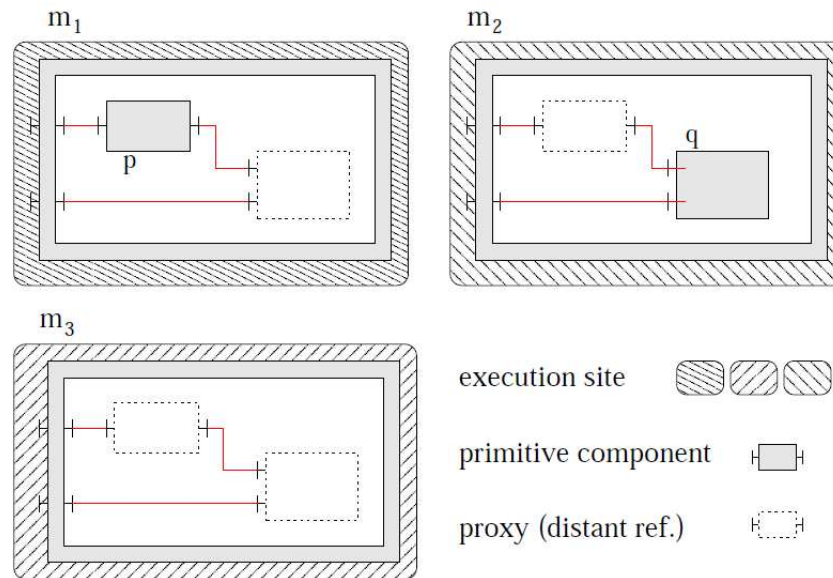 m1
m2
p
q
m3
execution site
primitive component
proxy (distant ref.)